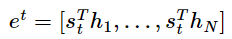 e^t = [s_t^T h_1, . . . , s_t^T h_N]